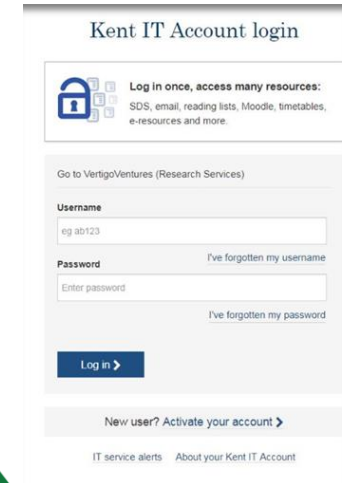 Kent IT Account login
Log in once, access many resources:
SDS, email, reading lists, Moodle, timetables,
e-resources and more.
Go to VertigoVentures (Research Services)
Username
eg ab123
I've forgotten my username
Password
Enter password
I've forgotten my password
Log in ❯
New user? Activate your account ❯
IT service alerts About your Kent IT Account